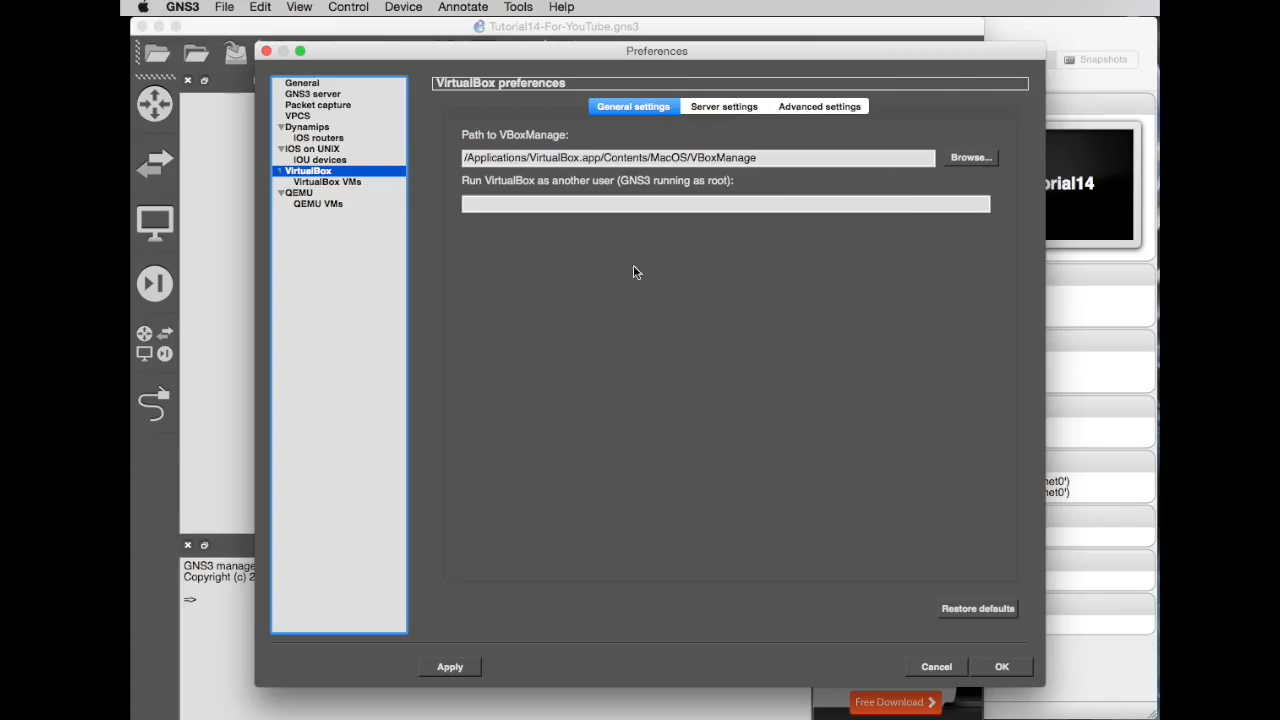 GNS3 File Edit View Control Device Annotate Tools Help
Tutorial14-For-YouTube.gns3
Preferences
Snapshots
General
GNS3 server
Packet capture
VPCS
Dynamips
IOS routers
IOS on UNIX
IOU devices
VirtualBox
VirtualBox VMs
QEMU
QEMU VMs
VirtualBox preferences
General settings Server settings Advanced settings
Path to VBoxManage:
/Applications/VirtualBox.app/Contents/MacOS/VBoxManage Browse...
Run VirtualBox as another user (GNS3 running as root):
orial14
net0')
net0')
GNS3 manage
Copyright (c) 2
=>
Restore defaults
Apply Cancel OK
Free Download